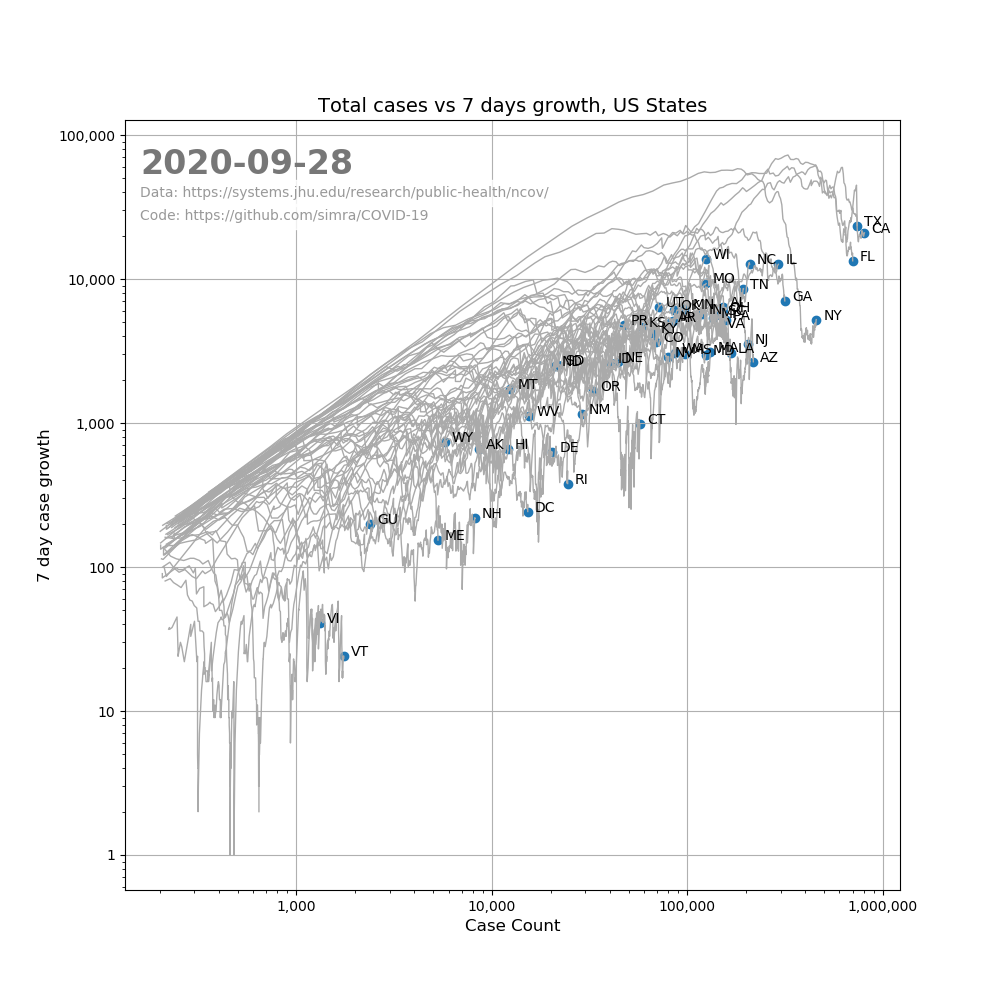 Total cases vs 7 days growth, US States
100,000
2020-09-28
Data: https://systems.jhu.edu/research/public-health/ncov/
Code: https://github.com/simra/COVID-19
TX
CA
WI
NC
IL
FL
10,000
MO
TN
GA
UT
MN
PR
KS
NY
KY
VA
CO
NJ
LA
AZ
NE
MT
OR
WV
NM
1,000
CT
WY
AK
HI
DE
RI
DC
GU
NH
ME
100
VI
VT
10
1
7 day case growth
1,000
10,000
100,000
1,000,000
Case Count